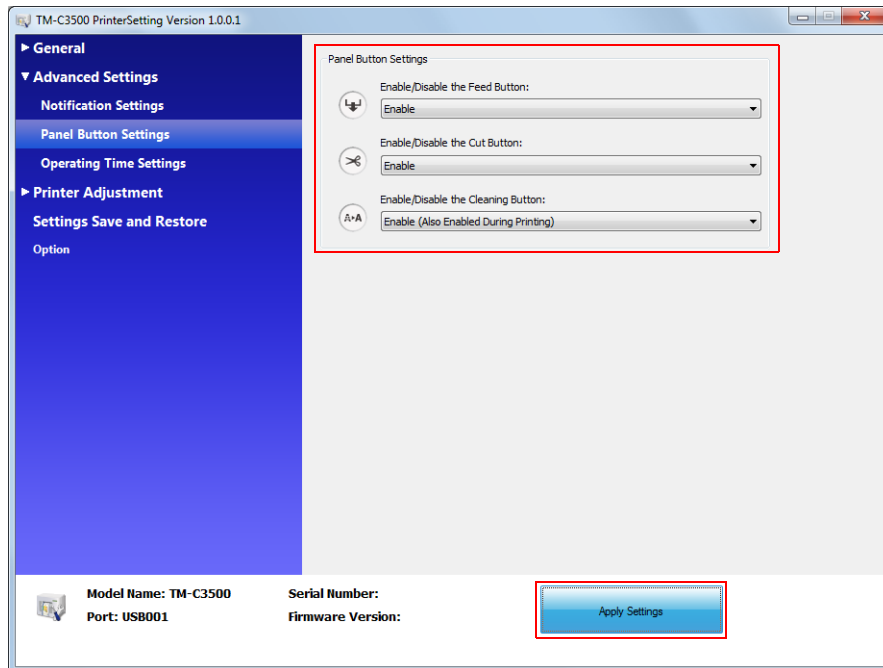 TM-C3500 PrinterSetting Version 1.0.0.1
General
Advanced Settings
Notification Settings
Panel Button Settings
Operating Time Settings
Printer Adjustment
Settings Save and Restore
Option
Panel Button Settings
Enable/Disable the Feed Button:
Enable
Enable/Disable the Cut Button:
Enable
Enable/Disable the Cleaning Button:
A▸A
Enable (Also Enabled During Printing)
Model Name: TM-C3500
Serial Number:
Port: USB001
Firmware Version:
Apply Settings